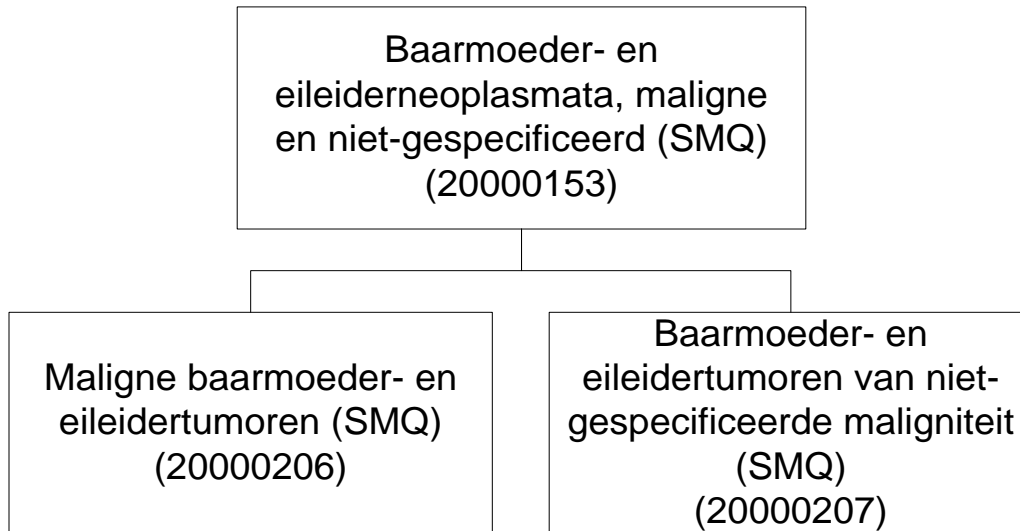 Baarmoeder- en
eileiderneoplasmata, maligne
en niet-gespecificeerd (SMQ)
(20000153)
Maligne baarmoeder- en
eileidertumoren (SMQ)
(20000206)
Baarmoeder- en
eileidertumoren van niet-
gespecificeerde maligniteit
(SMQ)
(20000207)